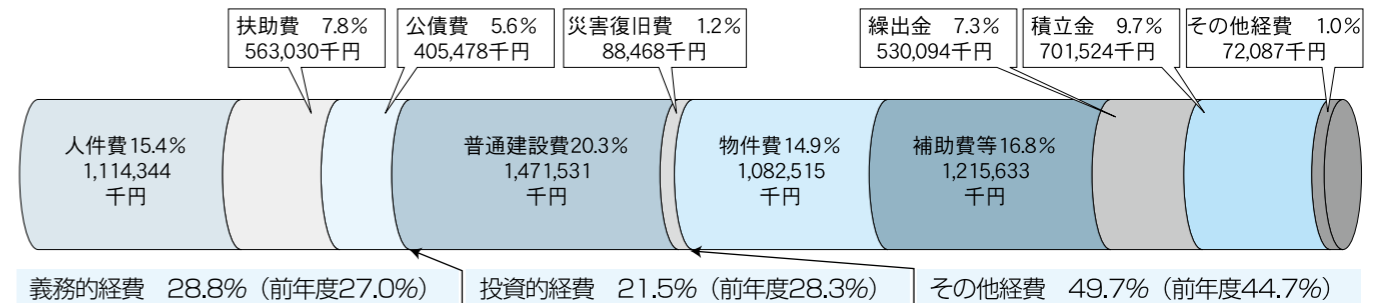 扶助費　7.8%
563,030千円
公債費　5.6%
405,478千円
災害復旧費　1.2%
88,468千円
繰出金　7.3%
530,094千円
積立金　9.7%
701,524千円
その他経費　1.0%
72,087千円
人件費15.4%
1,114,344
千円
普通建設費20.3%
1,471,531
千円
物件費14.9%
1,082,515
千円
補助費等16.8%
1,215,633
千円
義務的経費　28.8%（前年度27.0%）
投資的経費　21.5%（前年度28.3%）
その他経費　49.7%（前年度44.7%）